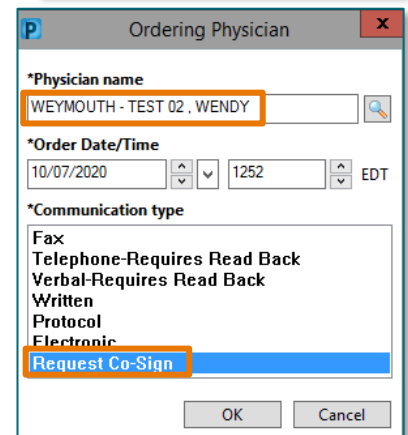 P Ordering Physician x
*Physician name
WEYMOUTH - TEST 02 , WENDY
*Order Date/Time
10/07/2020 1252 EDT
*Communication type
Fax
Telephone-Requires Read Back
Verbal-Requires Read Back
Written
Protocol
Electronic
Request Co-Sign
OK Cancel